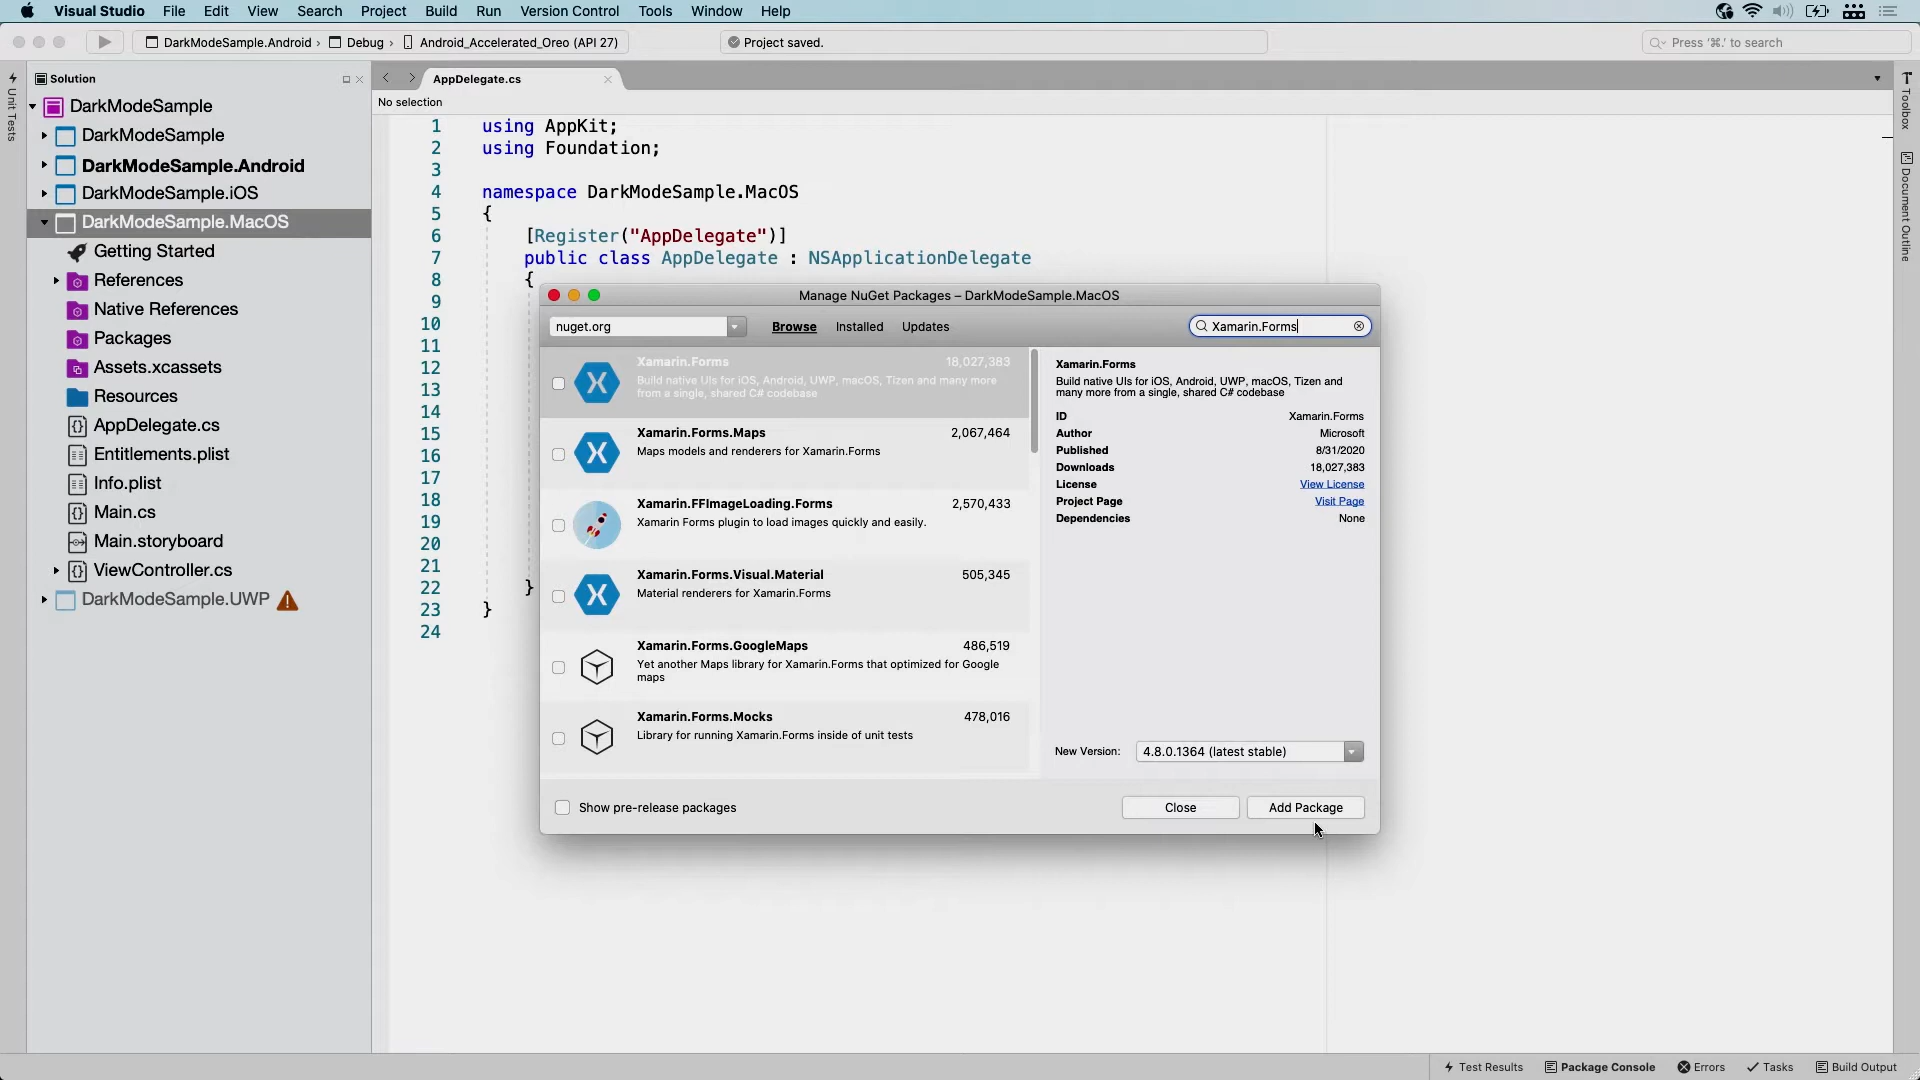 Visual Studio File Edit View Search Project Build Run Version Control Tools Window Help
DarkModeSample.Android › Debug › Android_Accelerated_Oreo (API 27)
Project saved.
Press '⌘.' to search
Unit Tests
Solution
DarkModeSample
DarkModeSample
DarkModeSample.Android
DarkModeSample.iOS
DarkModeSample.MacOS
Getting Started
References
Native References
Packages
Assets.xcassets
Resources
AppDelegate.cs
Entitlements.plist
Info.plist
Main.cs
Main.storyboard
ViewController.cs
DarkModeSample.UWP
AppDelegate.cs
No selection
1 using AppKit;
2 using Foundation;
3
4 namespace DarkModeSample.MacOS
5 {
6 [Register("AppDelegate")]
7 public class AppDelegate : NSApplicationDelegate
8 {
9
10
11
12
13
14
15
16
17
18
19
20
21
22 }
23 }
24
Manage NuGet Packages – DarkModeSample.MacOS
nuget.org Browse Installed Updates Xamarin.Forms
Xamarin.Forms 18,027,383
Build native UIs for iOS, Android, UWP, macOS, Tizen and many more
from a single, shared C# codebase
Xamarin.Forms.Maps 2,067,464
Maps models and renderers for Xamarin.Forms
Xamarin.FFImageLoading.Forms 2,570,433
Xamarin Forms plugin to load images quickly and easily.
Xamarin.Forms.Visual.Material 505,345
Material renderers for Xamarin.Forms
Xamarin.Forms.GoogleMaps 486,519
Yet another Maps library for Xamarin.Forms that optimized for Google
maps
Xamarin.Forms.Mocks 478,016
Library for running Xamarin.Forms inside of unit tests
Xamarin.Forms
Build native UIs for iOS, Android, UWP, macOS, Tizen and
many more from a single, shared C# codebase
ID Xamarin.Forms
Author Microsoft
Published 8/31/2020
Downloads 18,027,383
License View License
Project Page Visit Page
Dependencies None
New Version: 4.8.0.1364 (latest stable)
Show pre-release packages
Close Add Package
Toolbox
Document Outline
Test Results Package Console Errors Tasks Build Output